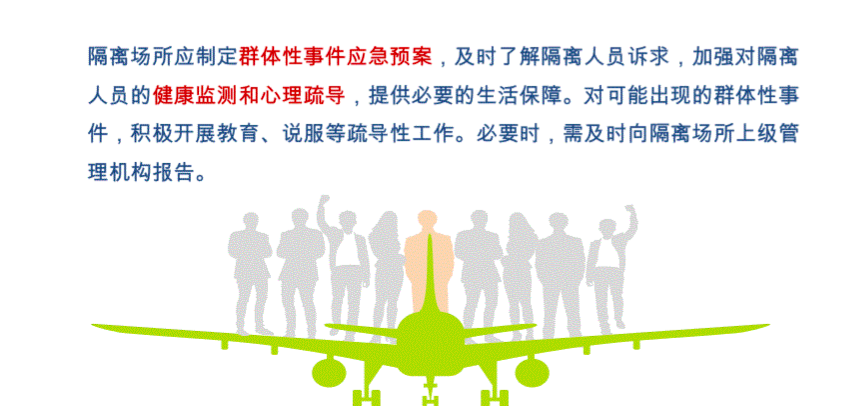 隔离场所应制定群体性事件应急预案，及时了解隔离人员诉求，加强对隔离
人员的健康监测和心理疏导，提供必要的生活保障。对可能出现的群体性事
件，积极开展教育、说服等疏导性工作。必要时，需及时向隔离场所上级管
理机构报告。